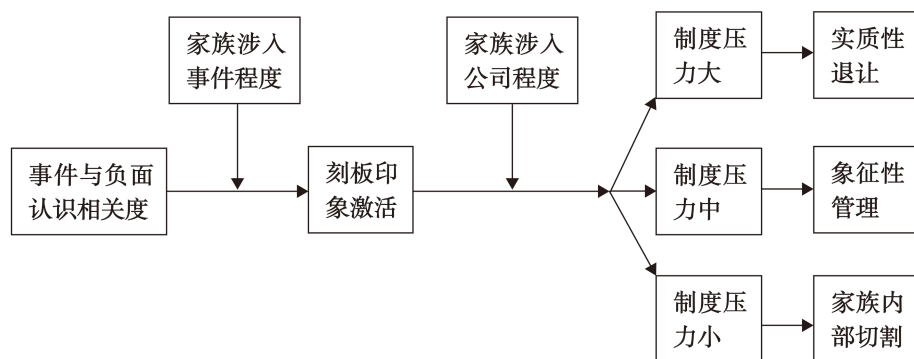 家族涉入
事件程度
家族涉入
公司程度
制度压
力大
实质性
退让
事件与负面
认识相关度
刻板印
象激活
制度压
力中
象征性
管理
制度压
力小
家族内
部切割